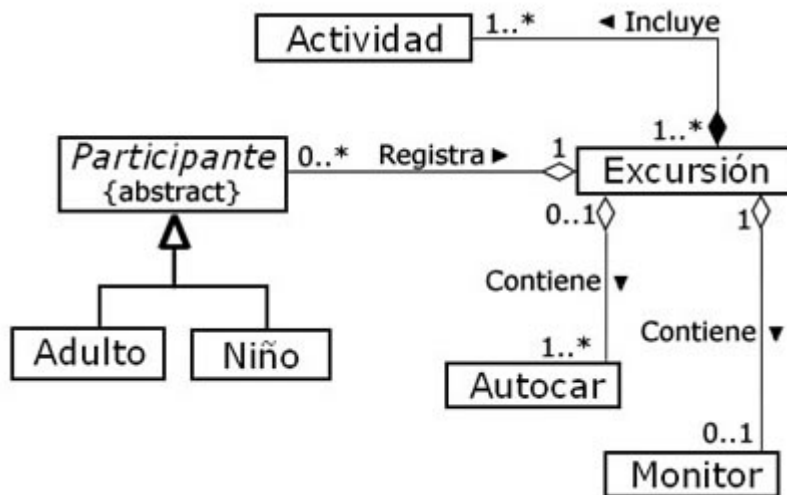 Actividad
1..*
◄ Incluye
1..*
Participante
{abstract}
0..*
Registra ►
1
Excursión
0..1
1
Contiene ▼
Contiene ▼
Adulto
Niño
1..*
Autocar
0..1
Monitor